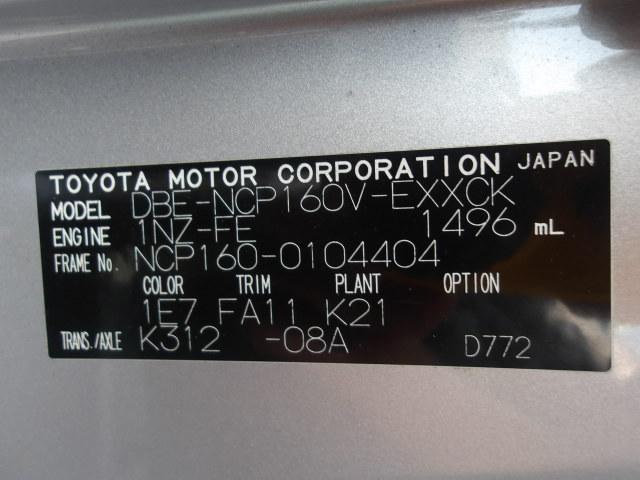 TOYOTA MOTOR CORPORATION JAPAN
MODEL DBE-NCP160V-EXXCK
ENGINE 1NZ-FE 1496 mL
FRAME No. NCP160-0104404
COLOR TRIM PLANT OPTION
1E7 FA11 K21
TRANS./AXLE K312 -08A D772